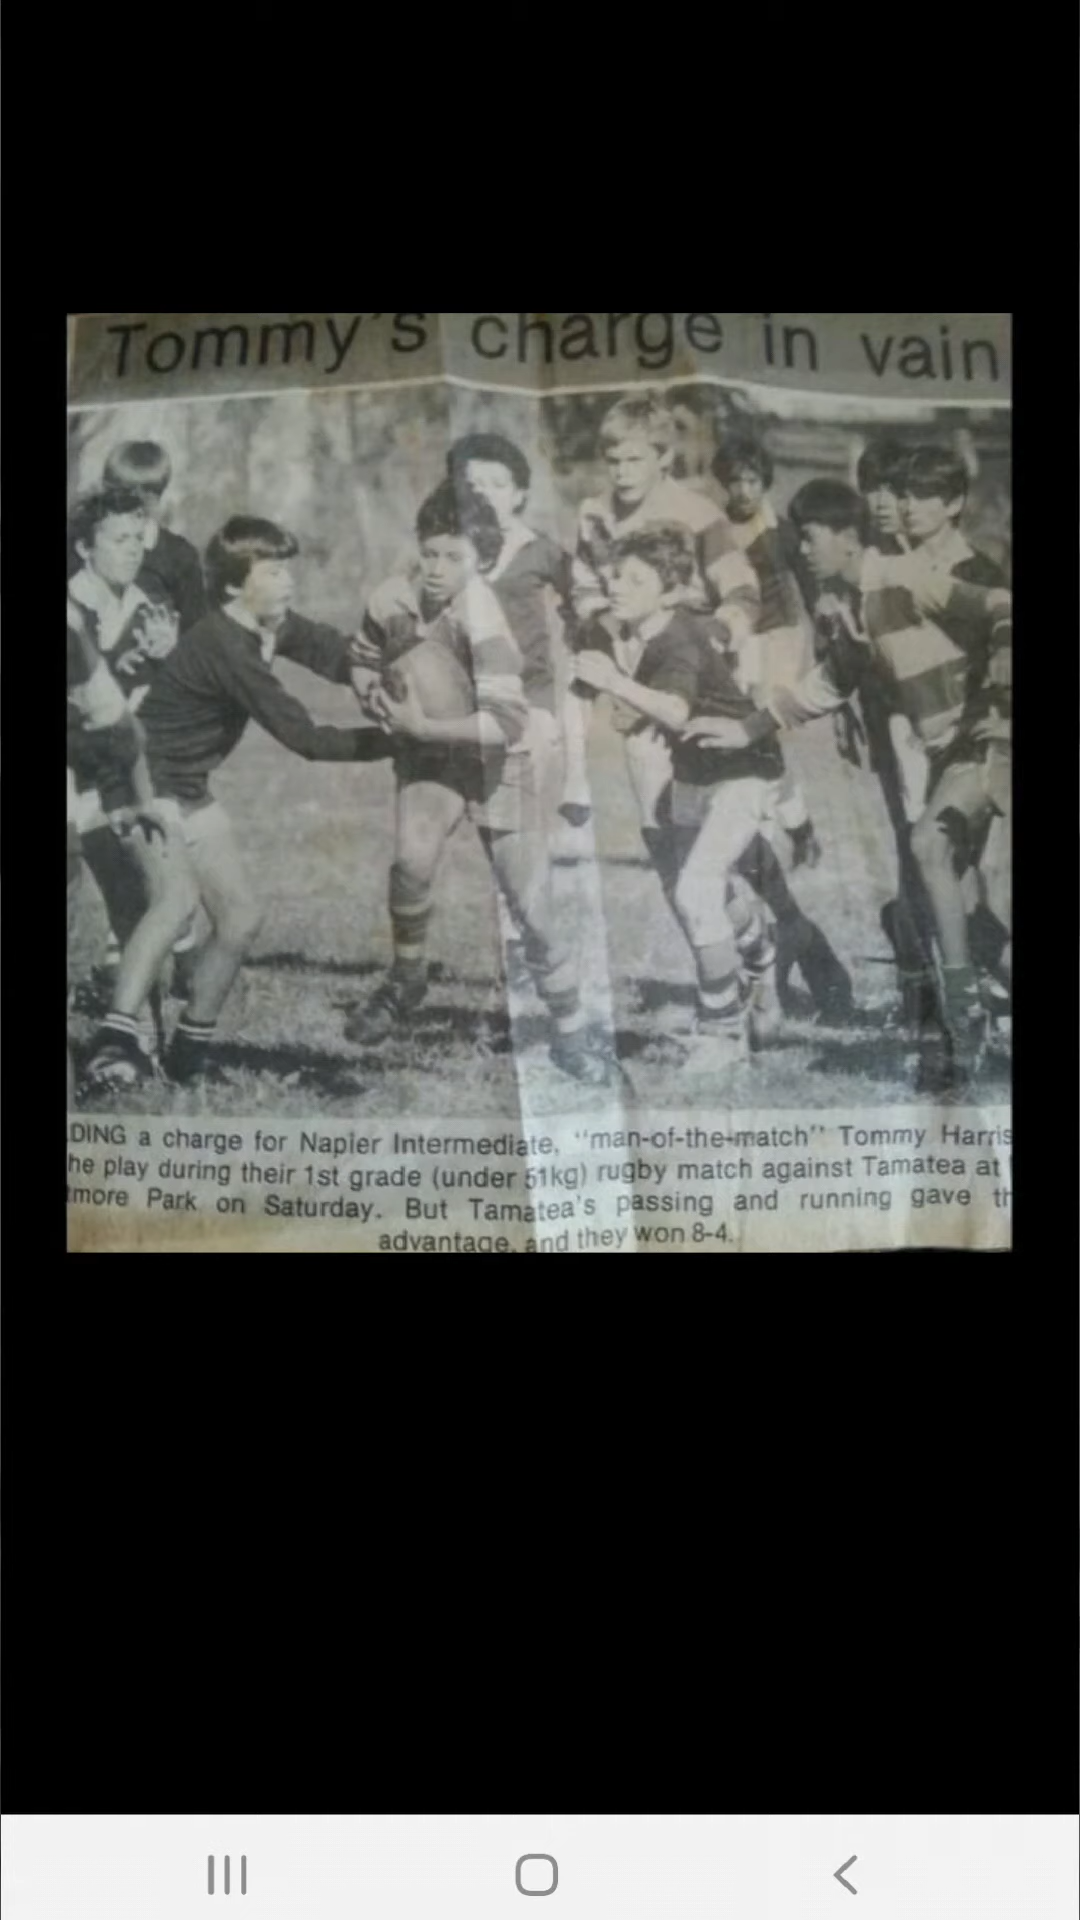 Tommy's charge in vain
DING a charge for Napier Intermediate, "man-of-the-match" Tommy Harris
he play during their 1st grade (under 51kg) rugby match against Tamatea at
more Park on Saturday. But Tamatea's passing and running gave th
advantage, and they won 8-4.